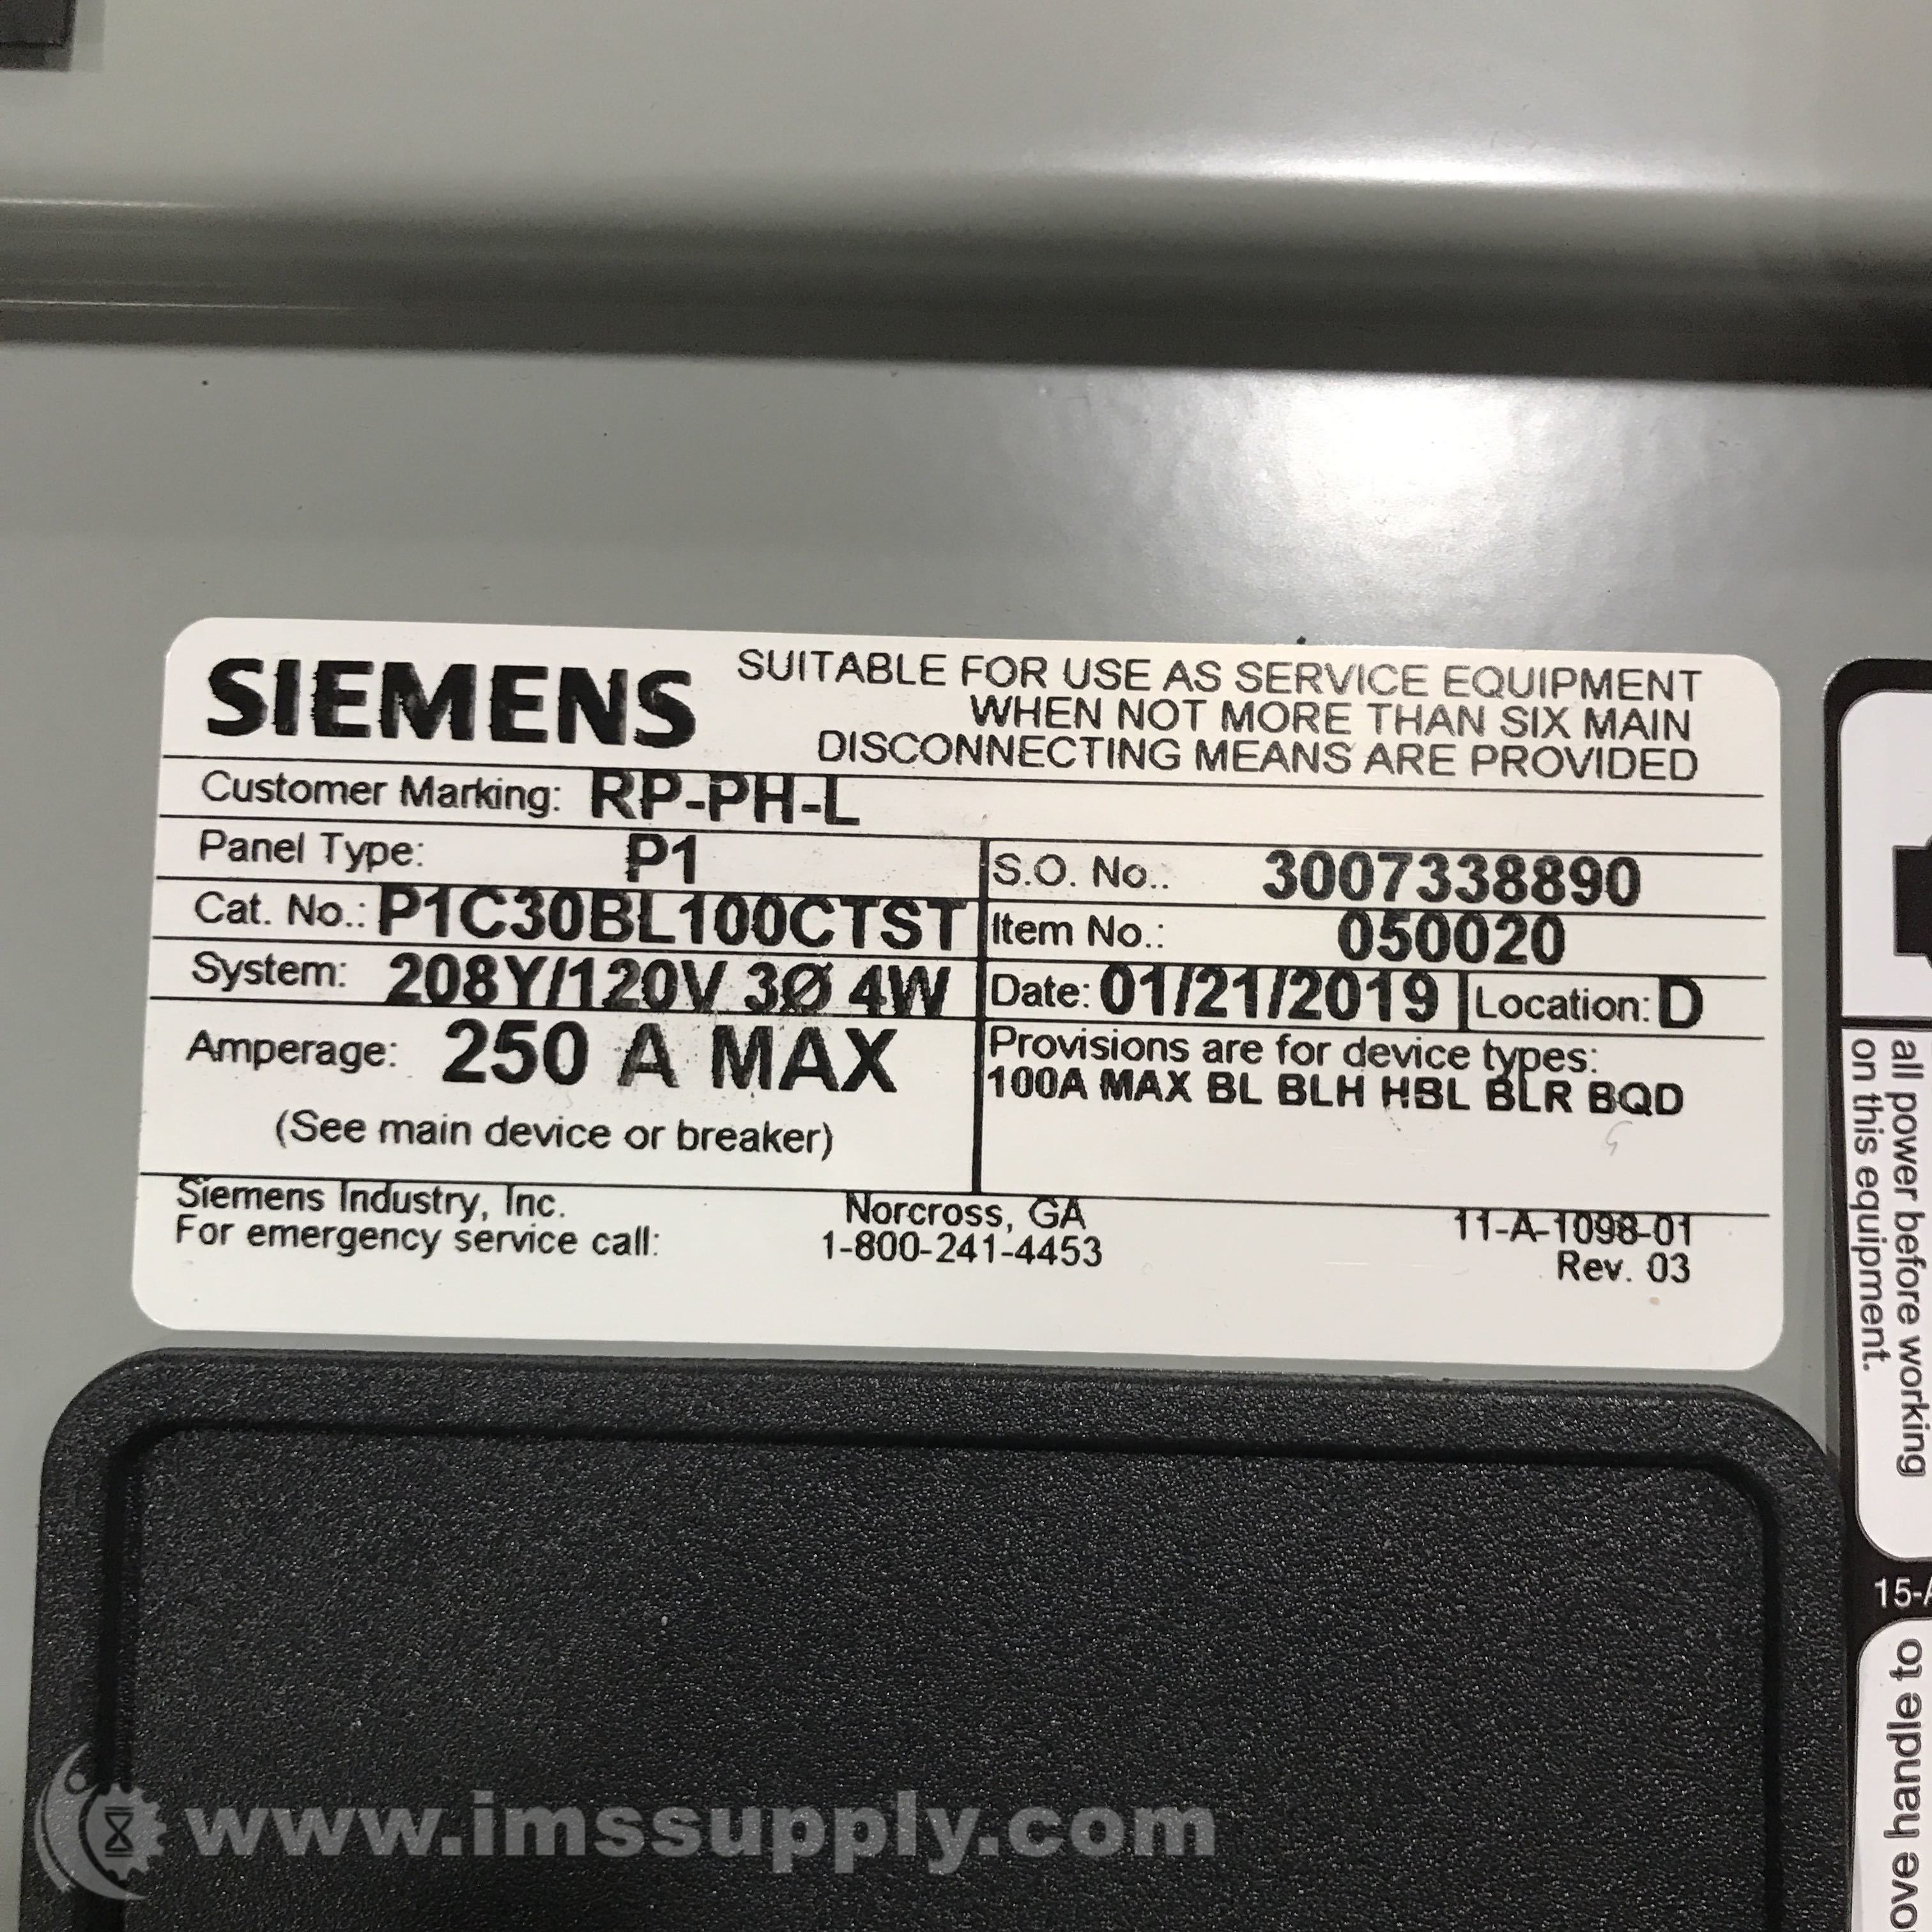 SIEMENS
SUITABLE FOR USE AS SERVICE EQUIPMENT
WHEN NOT MORE THAN SIX MAIN
DISCONNECTING MEANS ARE PROVIDED
Customer Marking: RP-PH-L
Panel Type: P1
Cat. No.: P1C30BL100CTST
System: 208Y/120V 3Ø 4W
Amperage: 250 A MAX
(See main device or breaker)
S.O. No.. 3007338890
Item No.: 050020
Date: 01/21/2019 Location: D
Provisions are for device types:
100A MAX BL BLH HBL BLR BQD
Siemens Industry, Inc. Norcross, GA 11-A-1098-01
For emergency service call: 1-800-241-4453 Rev. 03
all power before working
on this equipment.
15-
handle to
www.imssupply.com